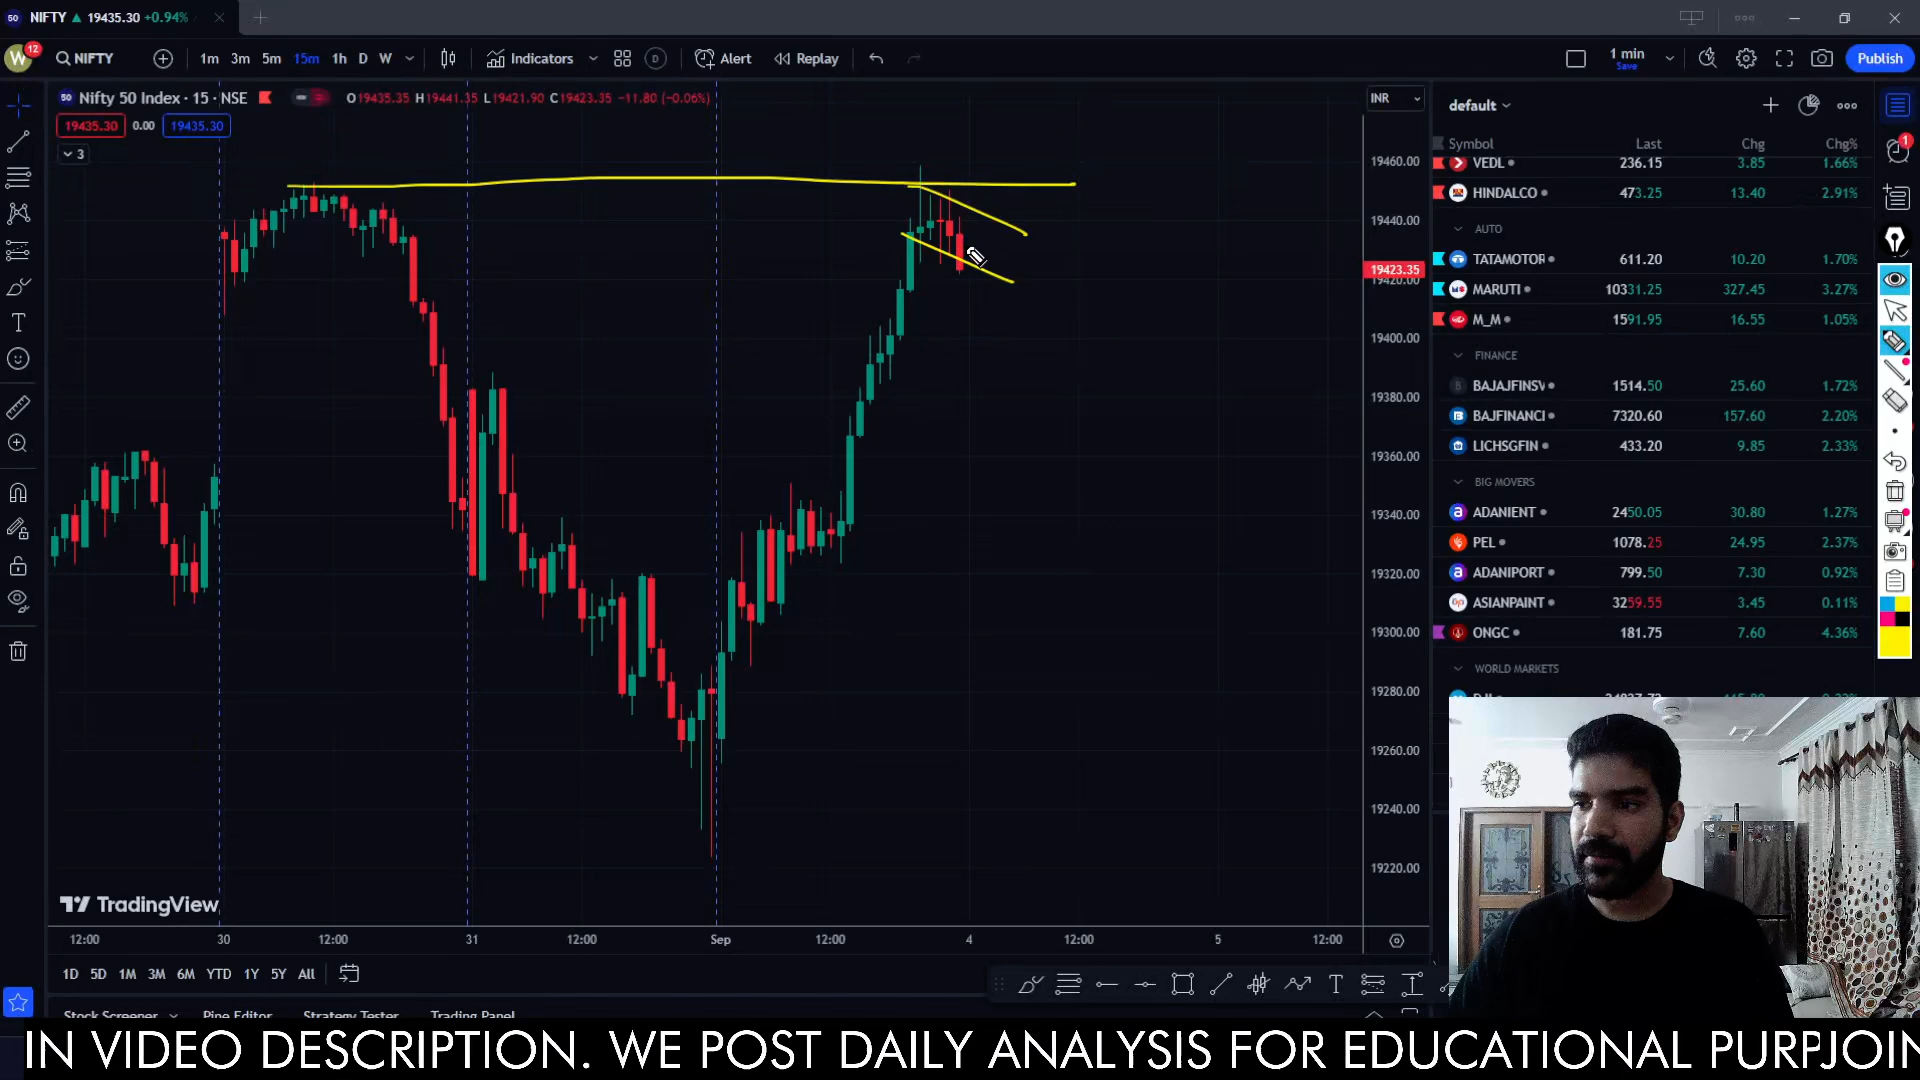 NIFTY ▲ 19435.30 +0.94%
W 12 NIFTY 1m 3m 5m 15m 1h D W Indicators D Alert Replay 1 min Save Publish
Nifty 50 Index · 15 · NSE O19435.35 H19441.35 L19421.90 C19423.35 −11.80 (−0.06%)
19435.30 0.00 19435.30
3
INR
19460.00
19440.00
19423.35
19420.00
19400.00
19380.00
19360.00
19340.00
19320.00
19300.00
19280.00
19260.00
19240.00
19220.00
TradingView
12:00 30 12:00 31 12:00 Sep 12:00 4 12:00 5 12:00
1D 5D 1M 3M 6M YTD 1Y 5Y All
Stock Screener Pine Editor Strategy Tester Trading Panel
default
Symbol Last Chg Chg%
VEDL 236.15 3.85 1.66%
HINDALCO 473.25 13.40 2.91%
AUTO
TATAMOTOR 611.20 10.20 1.70%
MARUTI 10331.25 327.45 3.27%
M_M 1591.95 16.55 1.05%
FINANCE
BAJAJFINSV 1514.50 25.60 1.72%
BAJFINANCI 7320.60 157.60 2.20%
LICHSGFIN 433.20 9.85 2.33%
BIG MOVERS
ADANIENT 2450.05 30.80 1.27%
PEL 1078.25 24.95 2.37%
ADANIPORT 799.50 7.30 0.92%
ASIANPAINT 3259.55 3.45 0.11%
ONGC 181.75 7.60 4.36%
WORLD MARKETS
IN VIDEO DESCRIPTION. WE POST DAILY ANALYSIS FOR EDUCATIONAL PURPJOIN